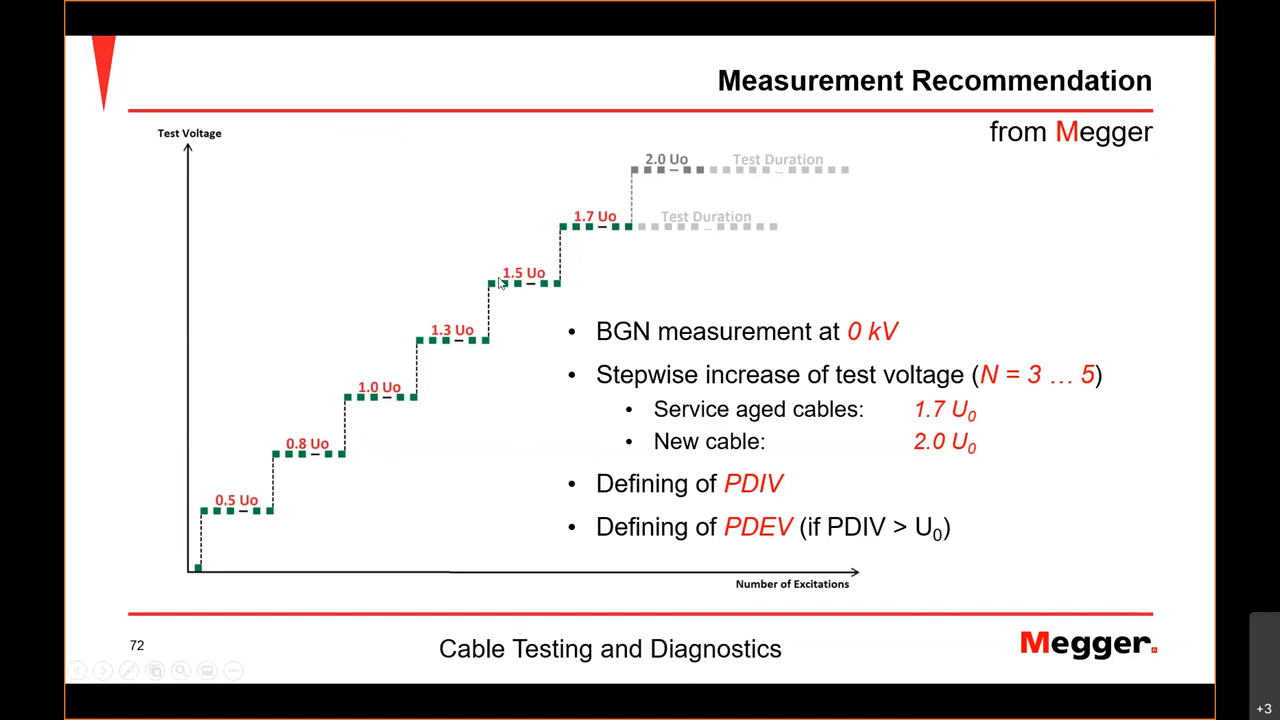 Measurement Recommendation
from Megger
Test Voltage
2.0 Uo
Test Duration
1.7 Uo
Test Duration
1.5 Uo
1.3 Uo
1.0 Uo
0.8 Uo
0.5 Uo
• BGN measurement at 0 kV
• Stepwise increase of test voltage (N = 3 … 5)
• Service aged cables: 1.7 U₀
• New cable: 2.0 U₀
• Defining of PDIV
• Defining of PDEV (if PDIV > U₀)
Number of Excitations
72
Cable Testing and Diagnostics
Megger.
+3